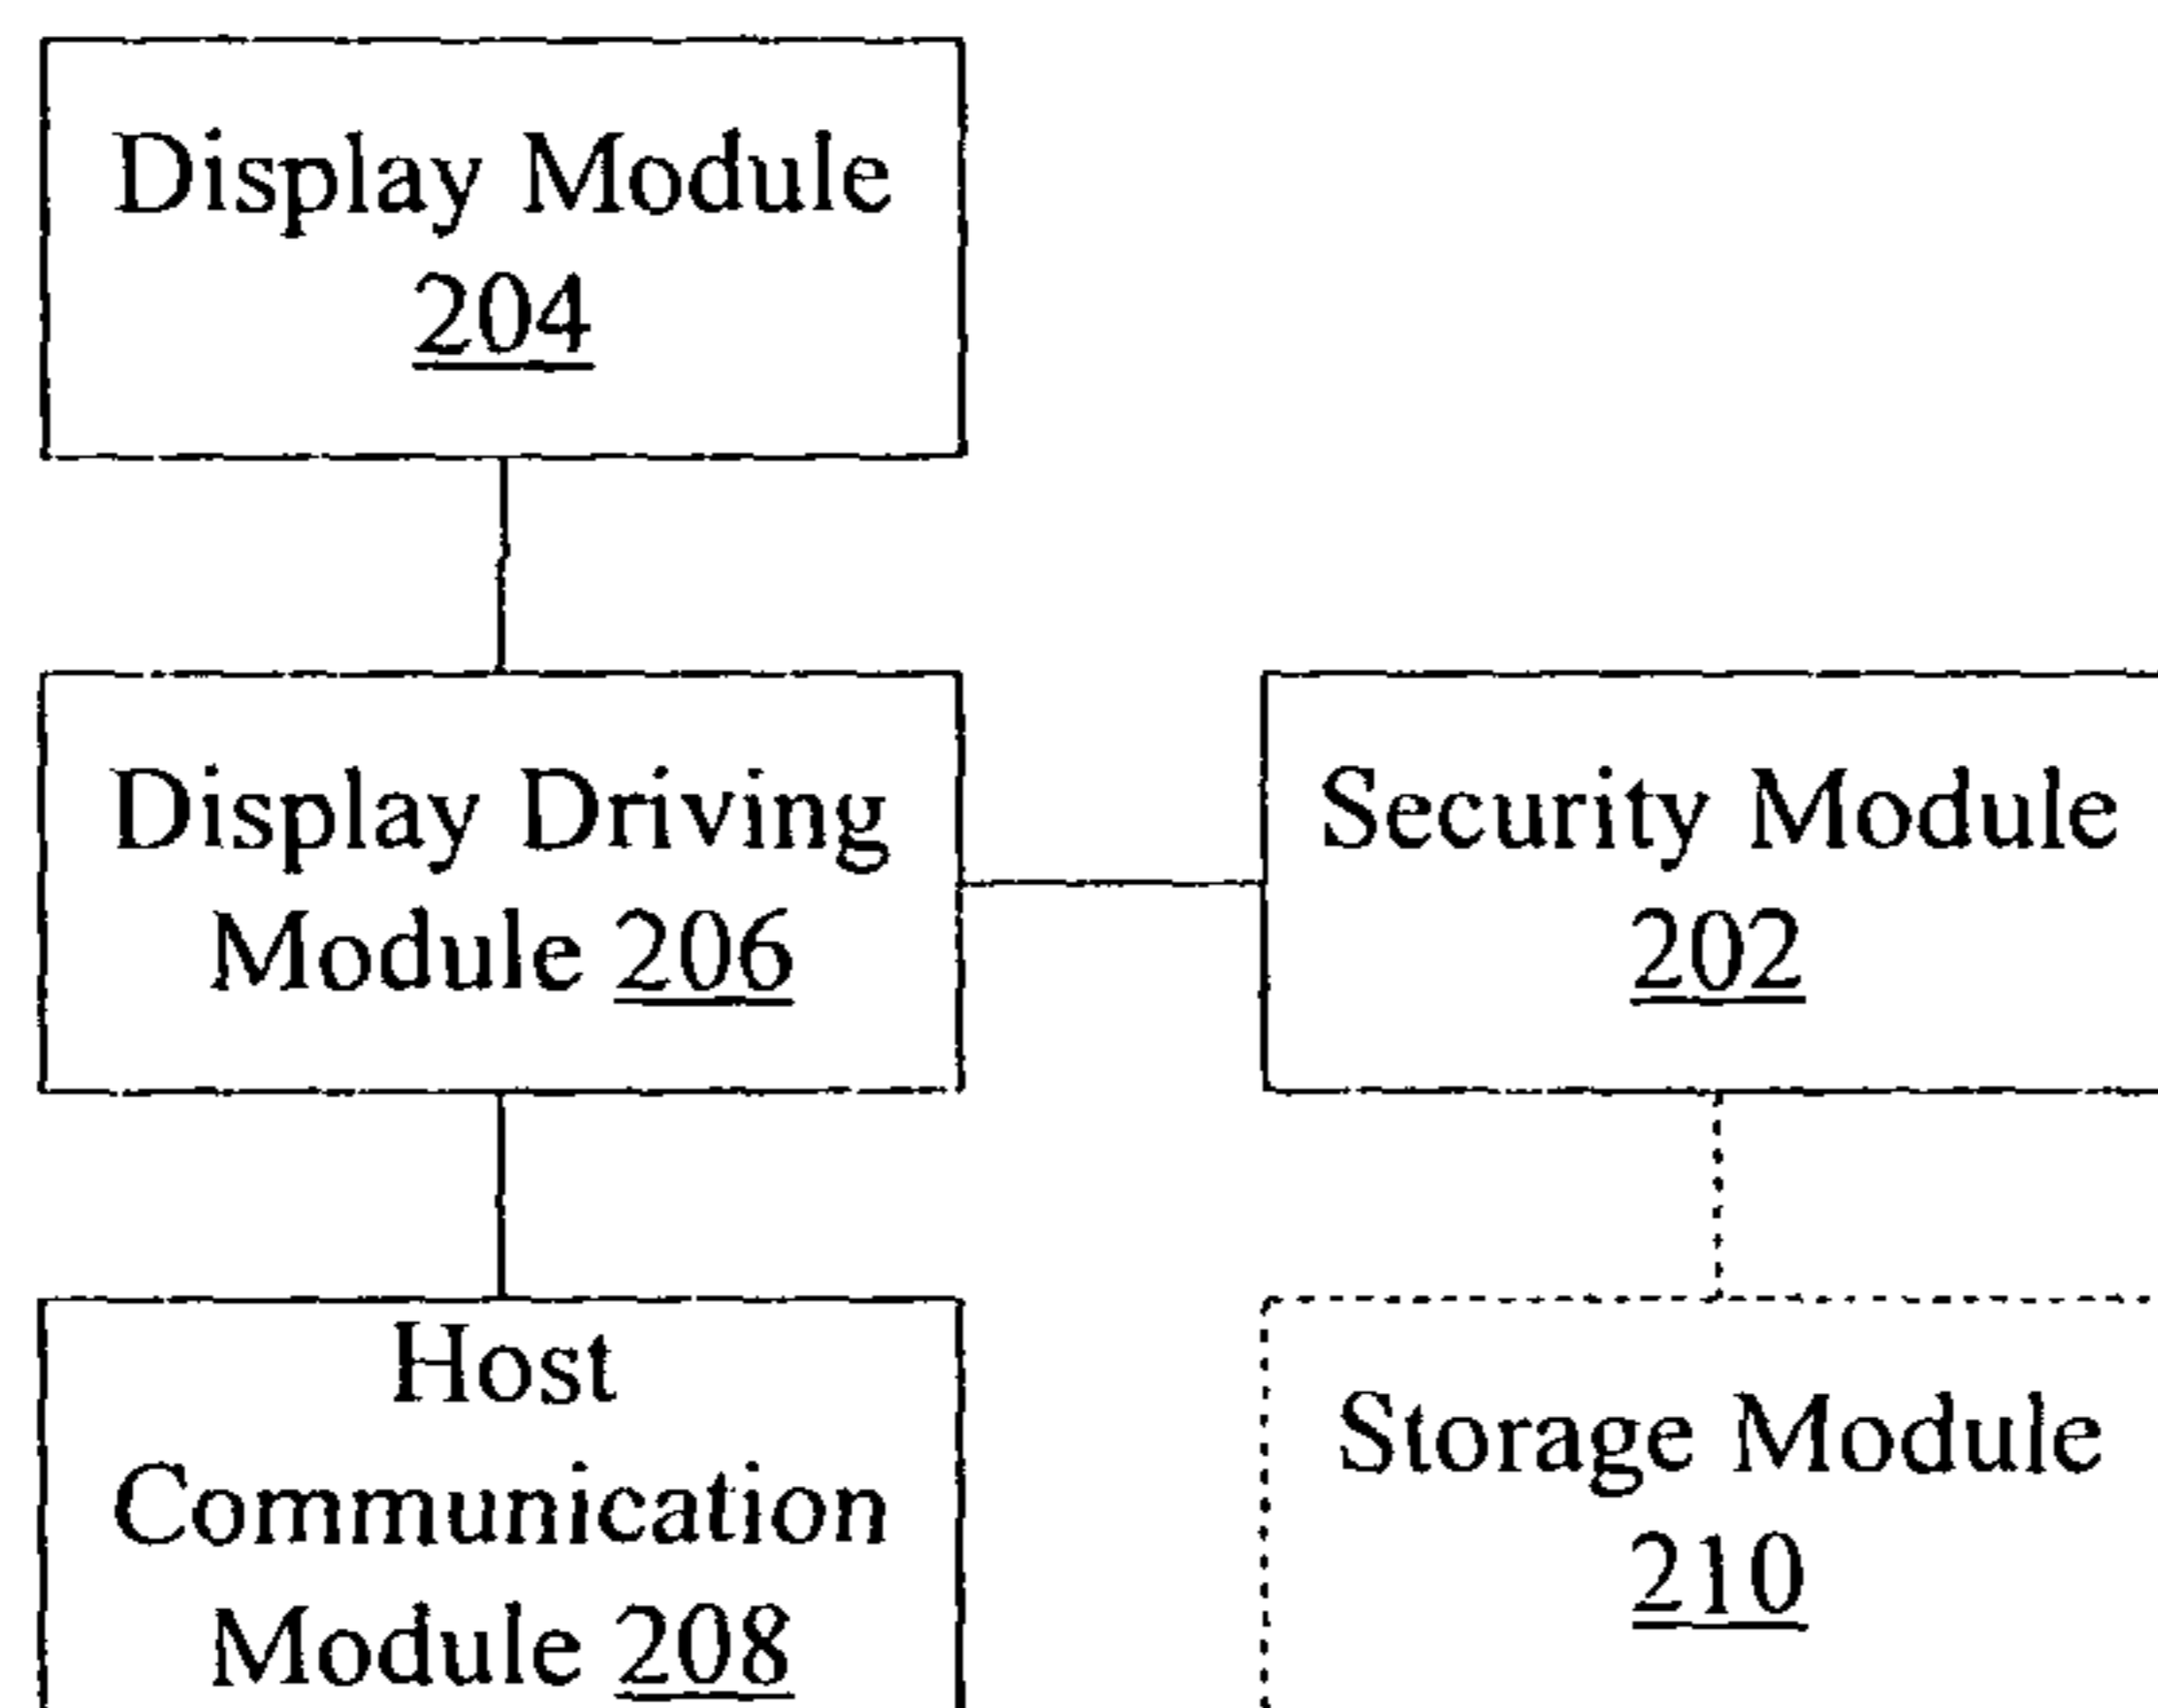 Display Module
204
Display Driving
Module 206
Security Module
202
Host
Communication
Module 208
Storage Module
210